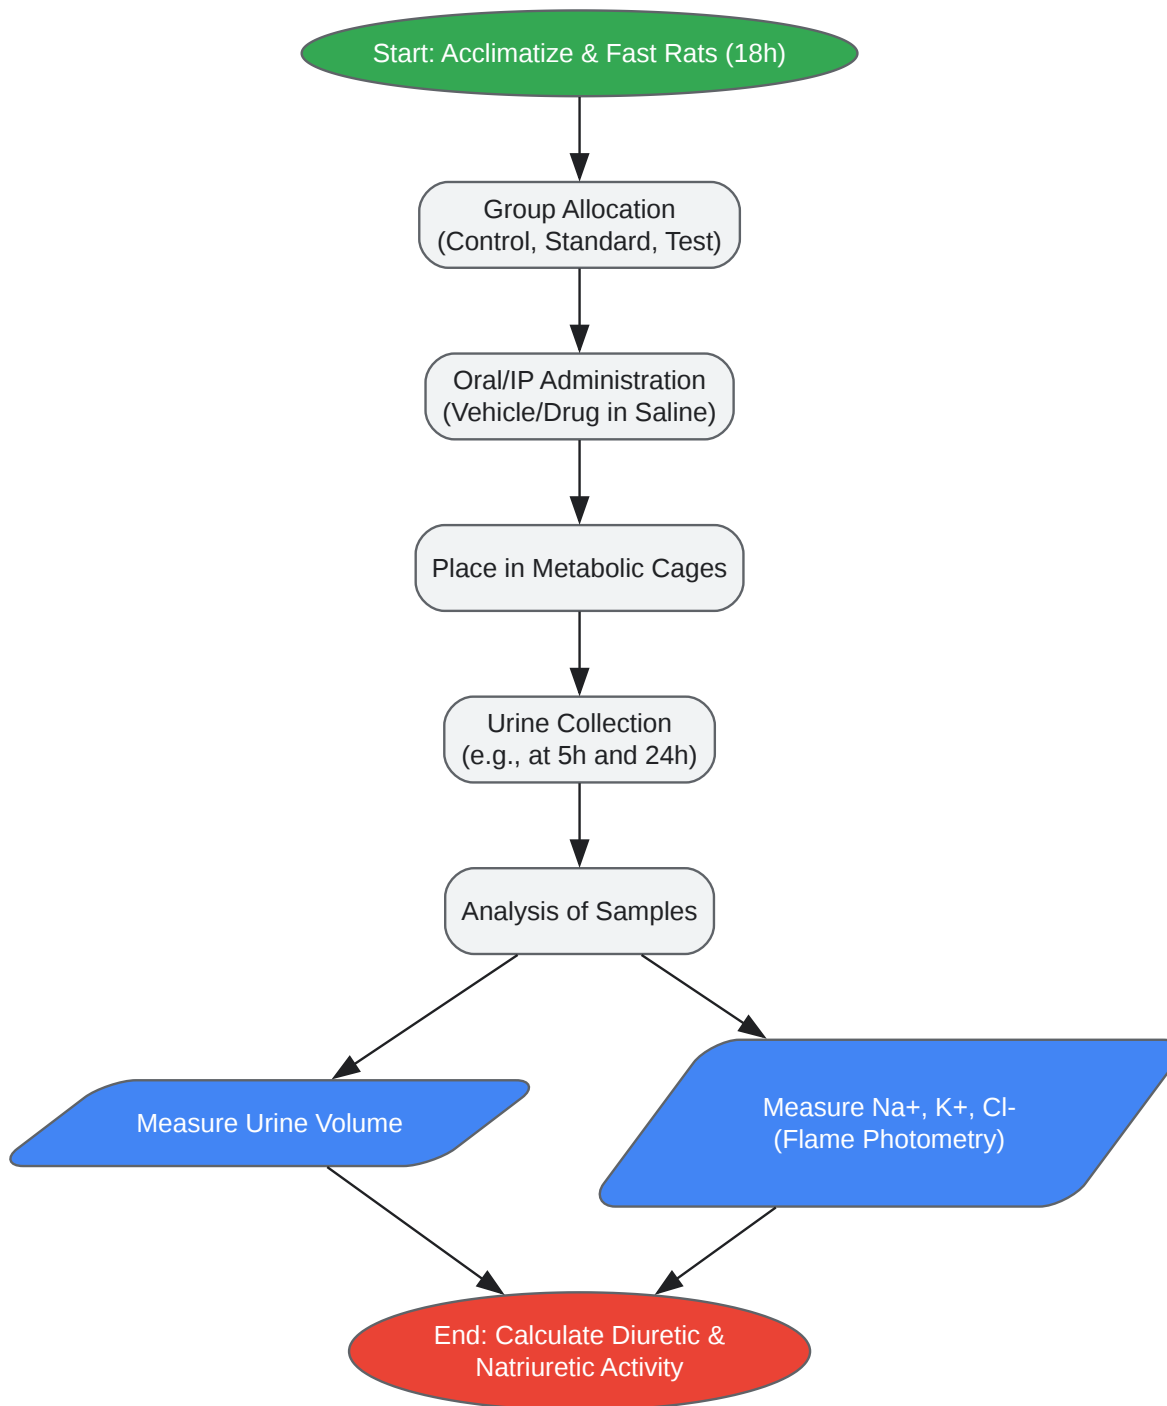 Start: Acclimatize & Fast Rats (18h)
Group Allocation
(Control, Standard, Test)
Oral/IP Administration
(Vehicle/Drug in Saline)
Place in Metabolic Cages
Urine Collection
(e.g., at 5h and 24h)
Analysis of Samples
Measure Urine Volume
Measure Na+, K+, Cl-
(Flame Photometry)
End: Calculate Diuretic &
Natriuretic Activity